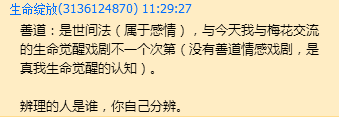 生命绽放(3136124870) 11:29:27
善道：是世间法（属于感情），与今天我与梅花交流
的生命觉醒戏剧不一个次第（没有善道情感戏剧，是
真我生命觉醒的认知）。
辨理的人是谁，你自己分辨。